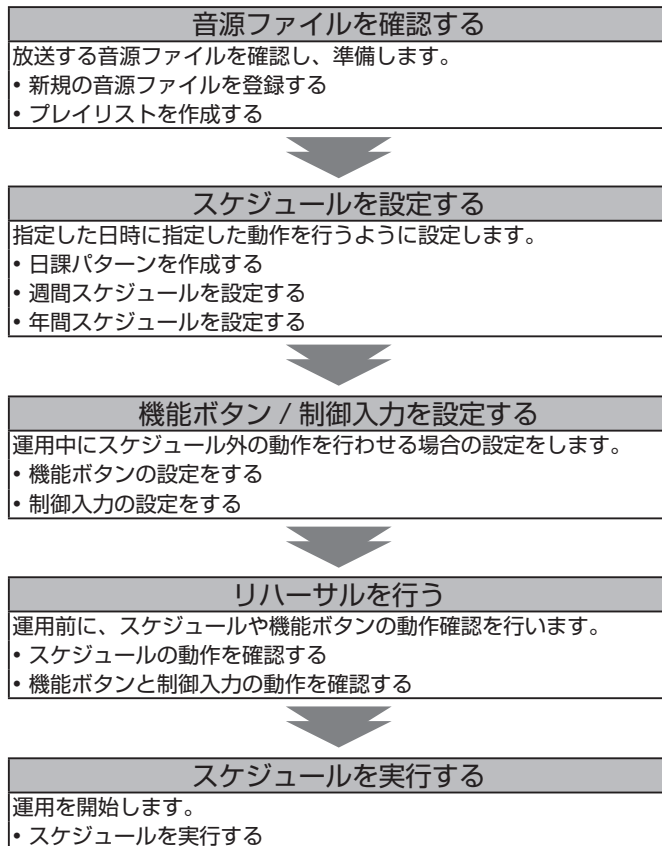 音源ファイルを確認する
放送する音源ファイルを確認し、準備します。
• 新規の音源ファイルを登録する
• プレイリストを作成する
スケジュールを設定する
指定した日時に指定した動作を行うように設定します。
• 日課パターンを作成する
• 週間スケジュールを設定する
• 年間スケジュールを設定する
機能ボタン / 制御入力を設定する
運用中にスケジュール外の動作を行わせる場合の設定をします。
• 機能ボタンの設定をする
• 制御入力の設定をする
リハーサルを行う
運用前に、スケジュールや機能ボタンの動作確認を行います。
• スケジュールの動作を確認する
• 機能ボタンと制御入力の動作を確認する
スケジュールを実行する
運用を開始します。
• スケジュールを実行する